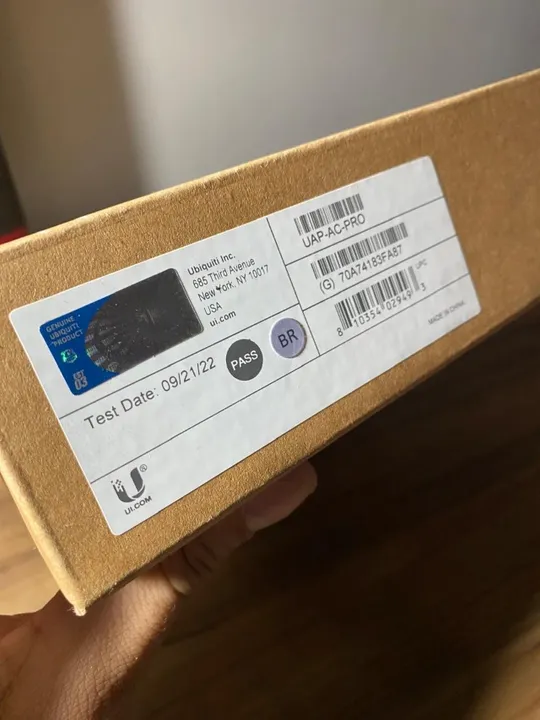 GENUINE
UBIQUITI
PRODUCT
Ubiquiti Inc.
685 Third Avenue
New York, NY 10017
USA
ui.com
Test Date: 09/21/22
PASS
BR
U®
UI.COM
UAP-AC-PRO
(G) 70A74183FA87
UPC
8 10354 02949 3
MADE IN CHINA